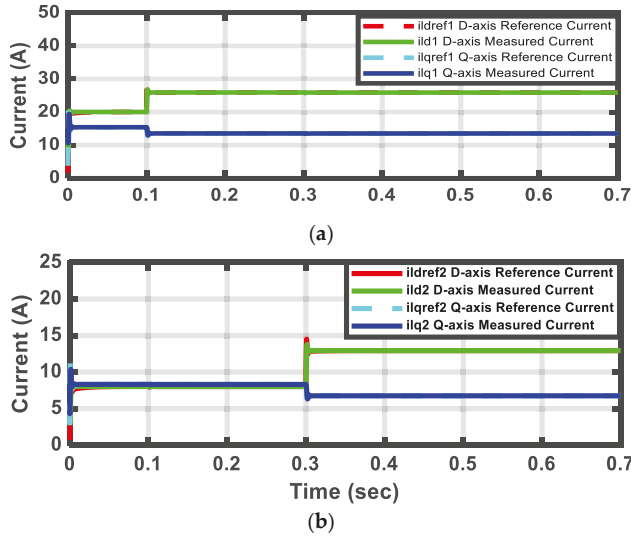 50
40
30
20
10
0
Current (A)
ildref1 D-axis Reference Current
ild1 D-axis Measured Current
ilqref1 Q-axis Reference Current
ilq1 Q-axis Measured Current
0 0.1 0.2 0.3 0.4 0.5 0.6 0.7
(a)
25
20
15
10
5
0
Current (A)
ildref2 D-axis Reference Current
ild2 D-axis Measured Current
ilqref2 Q-axis Reference Current
ilq2 Q-axis Measured Current
0 0.1 0.2 0.3 0.4 0.5 0.6 0.7
Time (sec)
(b)